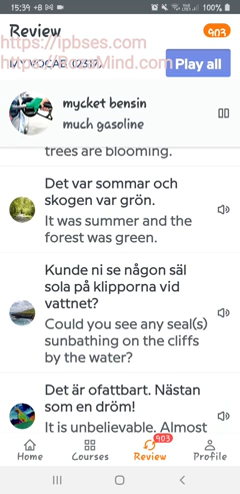 15:39 +B M
100%
Review
903
https://ipbses.com
MY VOCAB (2317)
Play all
mycket bensin
much gasoline
trees are blooming.
Det var sommar och
skogen var grön.
It was summer and the
forest was green.
Kunde ni se någon säl
sola på klipporna vid
vattnet?
Could you see any seal(s)
sunbathing on the cliffs
by the water?
Det är ofattbart. Nästan
som en dröm!
It is unbelievable. Almost
903
Home
Courses
Review
Profile